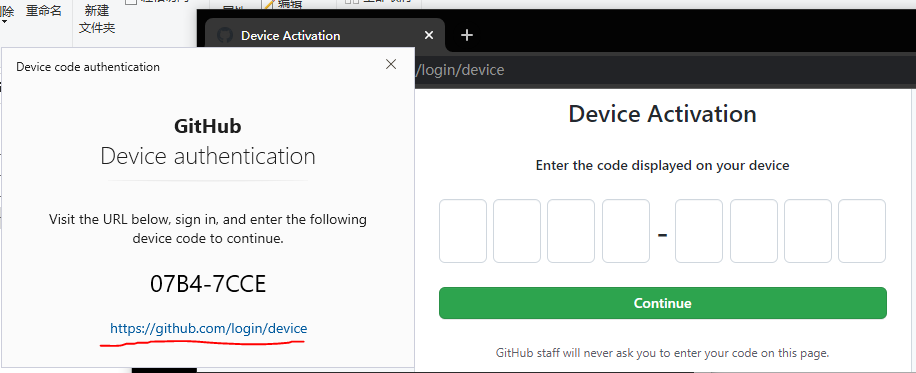 重命名
新建
文件夹
编辑
Device Activation
/login/device
Device code authentication
GitHub
Device authentication
Visit the URL below, sign in, and enter the following
device code to continue.
07B4-7CCE
https://github.com/login/device
Device Activation
Enter the code displayed on your device
-
Continue
GitHub staff will never ask you to enter your code on this page.